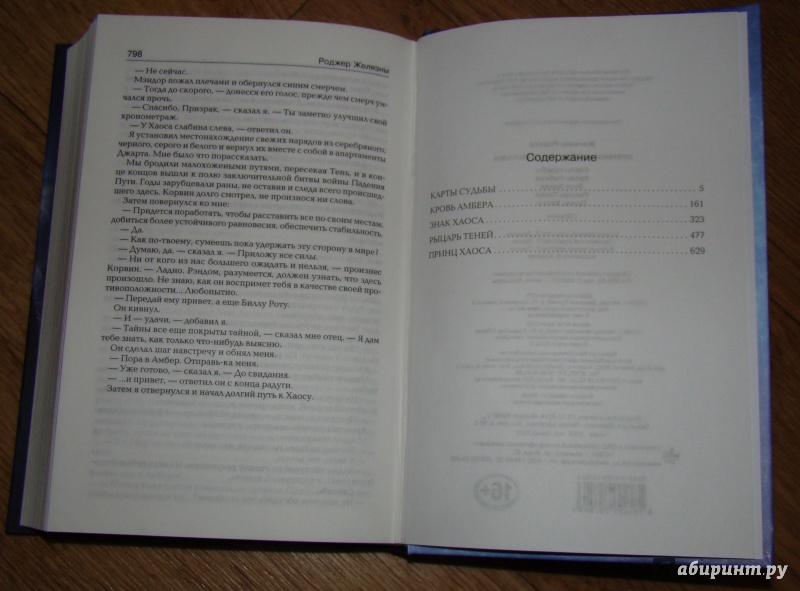 798
Роджер Желязны
— Не сейчас.
Мэндор пожал плечами и обернулся синим смерчем.
— Тогда до скорого, — донесся его голос, прежде чем смерч умчался прочь.
— Спасибо, Призрак, — сказал я. — Ты заметно улучшил свой
хронометраж.
— У Хаоса слабина слева, — ответил он.
Я установил местонахождение свежих нарядов из серебряного,
черного, серого и белого и вернул их вместе с собой в апартаменты
Джарта. Мне было что порассказать.
Мы бродили малохожеными путями, пересекая Тень, и в конце
концов вышли к полю заключительной битвы войны Падения
Пути. Годы зарубцевали раны, не оставив и следа всего происшедшего
здесь. Корвин долго смотрел, не произнося ни слова.
Затем повернулся ко мне:
— Придется поработать, чтобы расставить все по своим местам,
добиться более устойчивого равновесия, обеспечить стабильность.
— Да.
— Как по-твоему, сумеешь пока удержать эту сторону в мире?
— Думаю, да, — сказал я. — Приложу все силы.
— Ни от кого из нас большего ожидать и нельзя, — произнес
Корвин. — Ладно. Рэндом, разумеется, должен узнать, что здесь
произошло. Не знаю, как он воспримет тебя в качестве своей противоположности...
Любопытно.
— Передай ему привет, а еще Биллу Роту.
Он кивнул.
— И — удачи, — добавил я.
— Тайны все еще покрыты тайной, — сказал мне отец. — Я дам
тебе знать, как только что-нибудь выясню.
Он сделал шаг навстречу и обнял меня.
— Пора в Амбер. Отправь-ка меня.
— Уже готово, — сказал я. — До свидания.
— ...и привет, — ответил он с конца радуги.
Затем я отвернулся и начал долгий путь к Хаосу.
Содержание
КАРТЫ СУДЬБЫ 5
КРОВЬ АМБЕРА 161
ЗНАК ХАОСА 323
РЫЦАРЬ ТЕНЕЙ 477
ПРИНЦ ХАОСА 629
16+
абиринт.ру